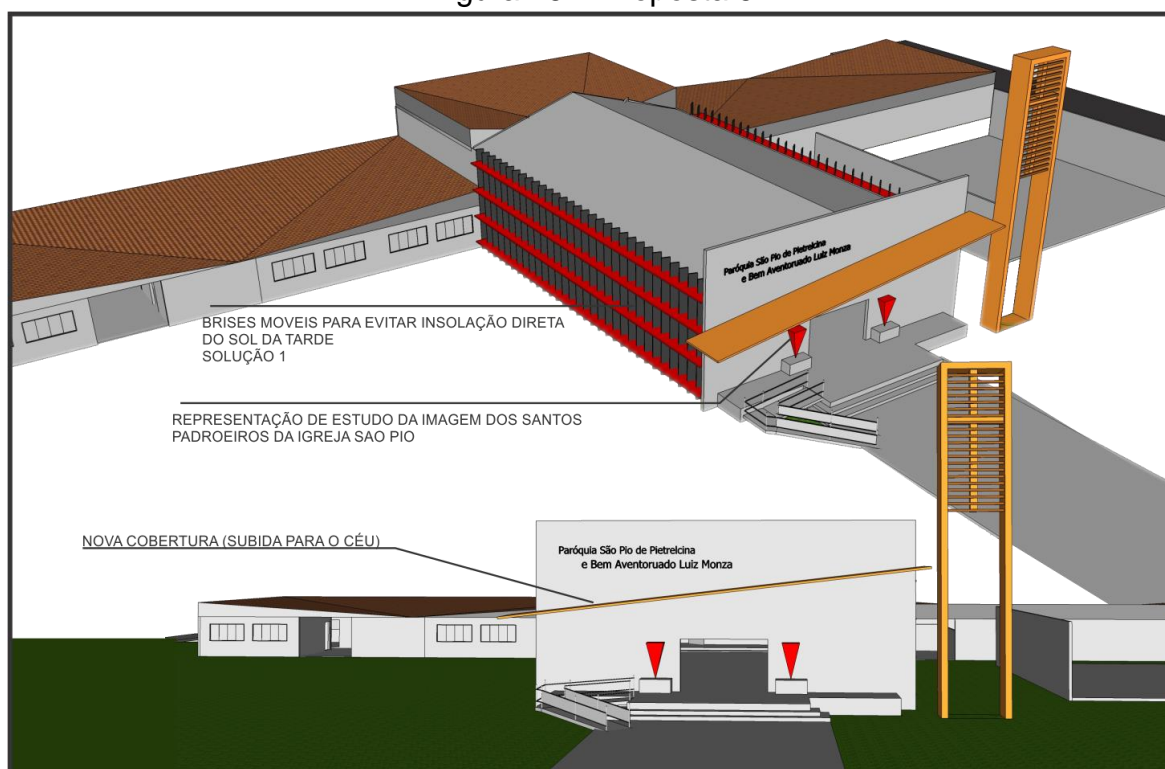 Paróquia São Pio de Pietrelcina
e Bem Aventoruado Luiz Monza
BRISES MOVEIS PARA EVITAR INSOLAÇÃO DIRETA
DO SOL DA TARDE
SOLUÇÃO 1
REPRESENTAÇÃO DE ESTUDO DA IMAGEM DOS SANTOS
PADROEIROS DA IGREJA SAO PIO
NOVA COBERTURA (SUBIDA PARA O CÉU)
Paróquia São Pio de Pietrelcina
e Bem Aventoruado Luiz Monza